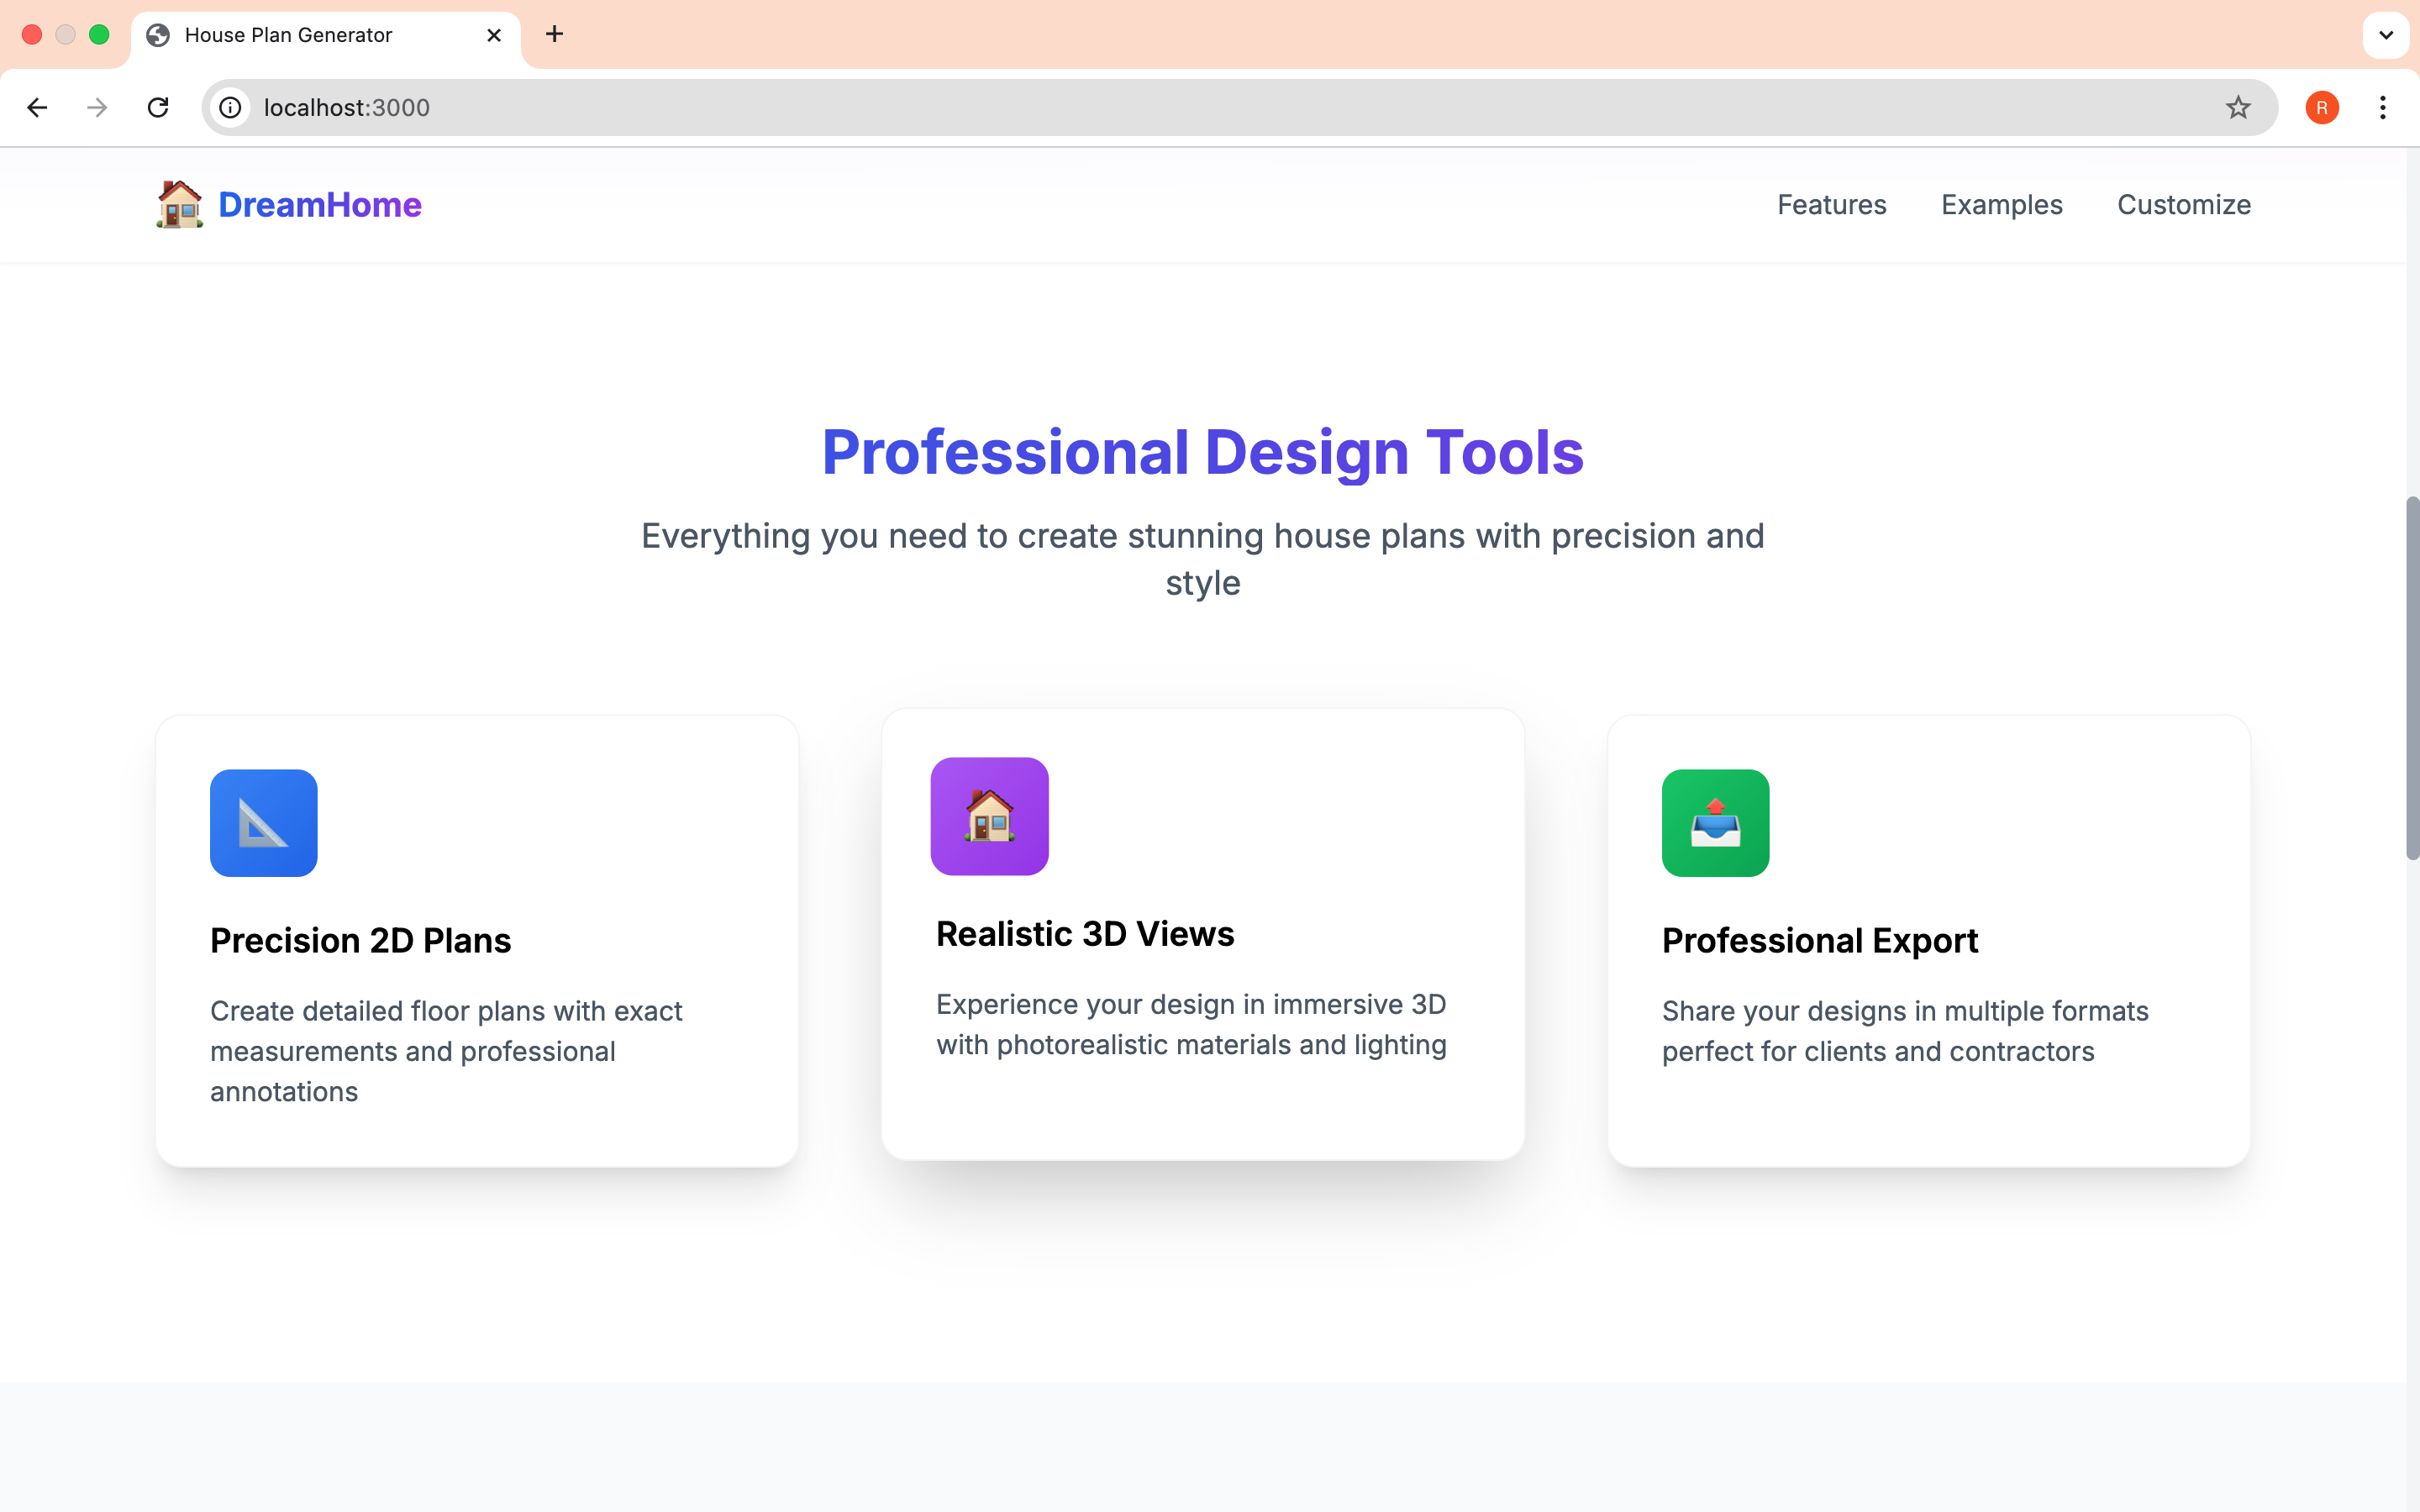 House Plan Generator
localhost:3000
R
DreamHome
Features Examples Customize
Professional Design Tools
Everything you need to create stunning house plans with precision and
style
Precision 2D Plans
Create detailed floor plans with exact
measurements and professional
annotations
Realistic 3D Views
Experience your design in immersive 3D
with photorealistic materials and lighting
Professional Export
Share your designs in multiple formats
perfect for clients and contractors